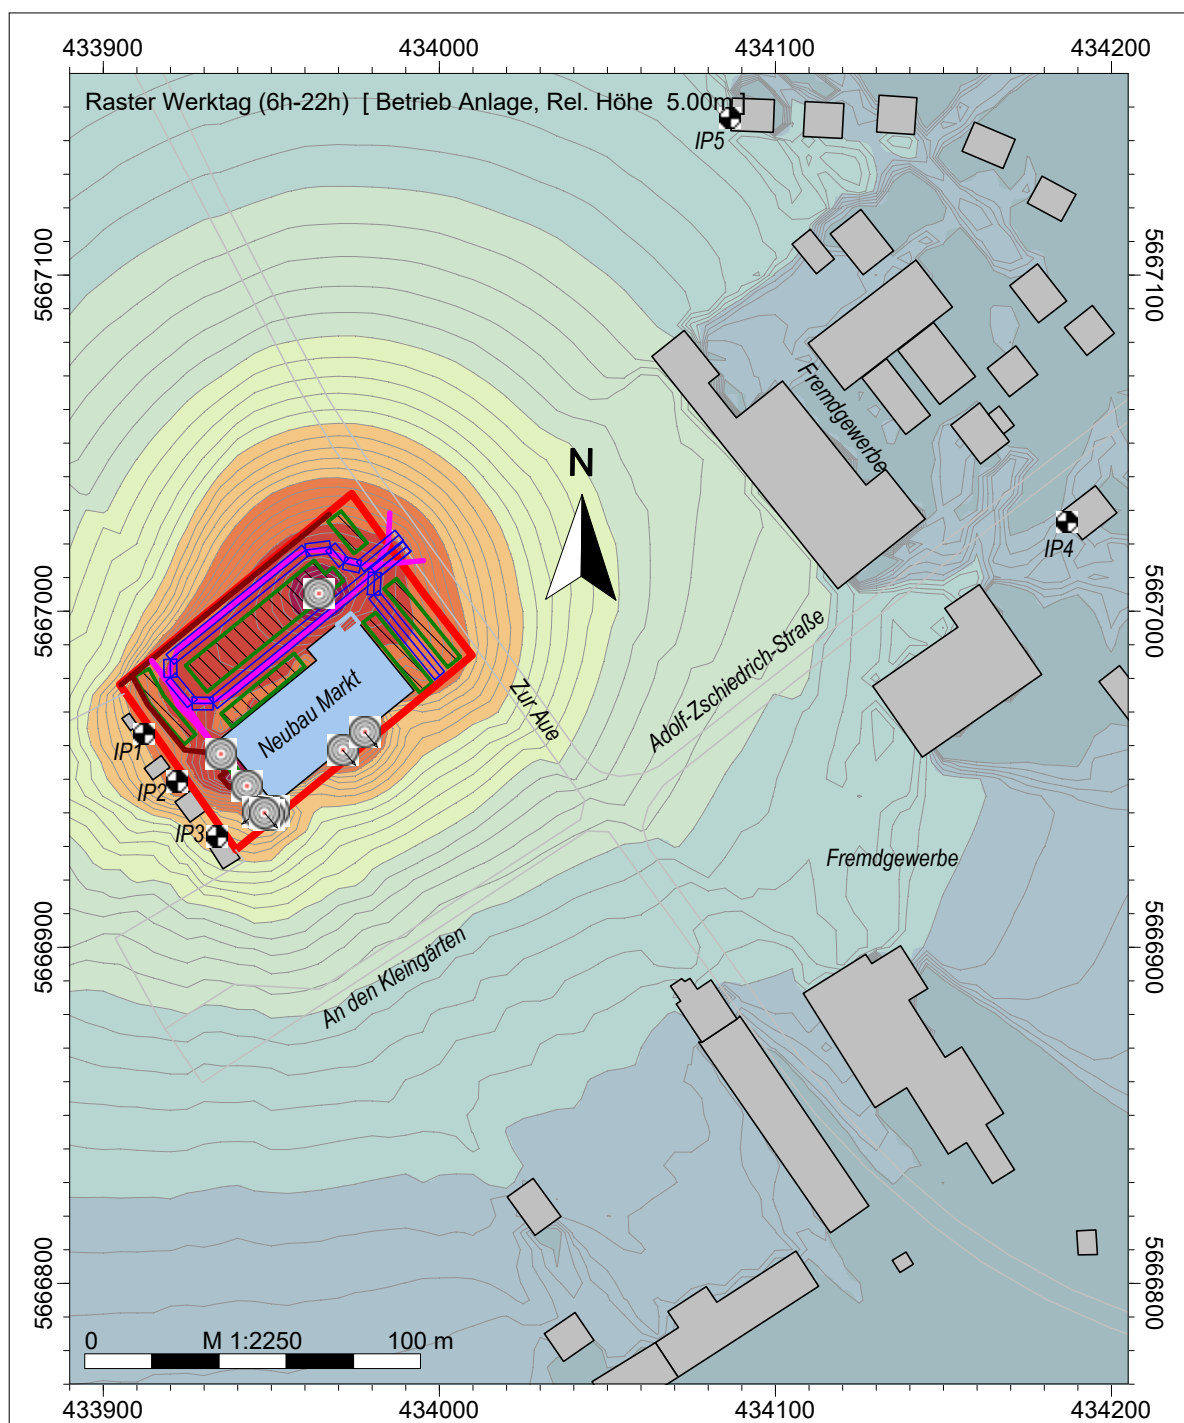 433900 434000 434100 434200
Raster Werktag (6h-22h) [ Betrieb Anlage, Rel. Höhe 5.00m ]
IP5
5667100
5667100
Fremdgewerbe
N
IP4
5667000
5667000
Neubau Markt
Zur Aue
Adolf-Zschiedrich-Straße
IP1
IP2
IP3
Fremdgewerbe
An den Kleingärten
5666900
5666900
5666800
5666800
0 M 1:2250 100 m
433900 434000 434100 434200